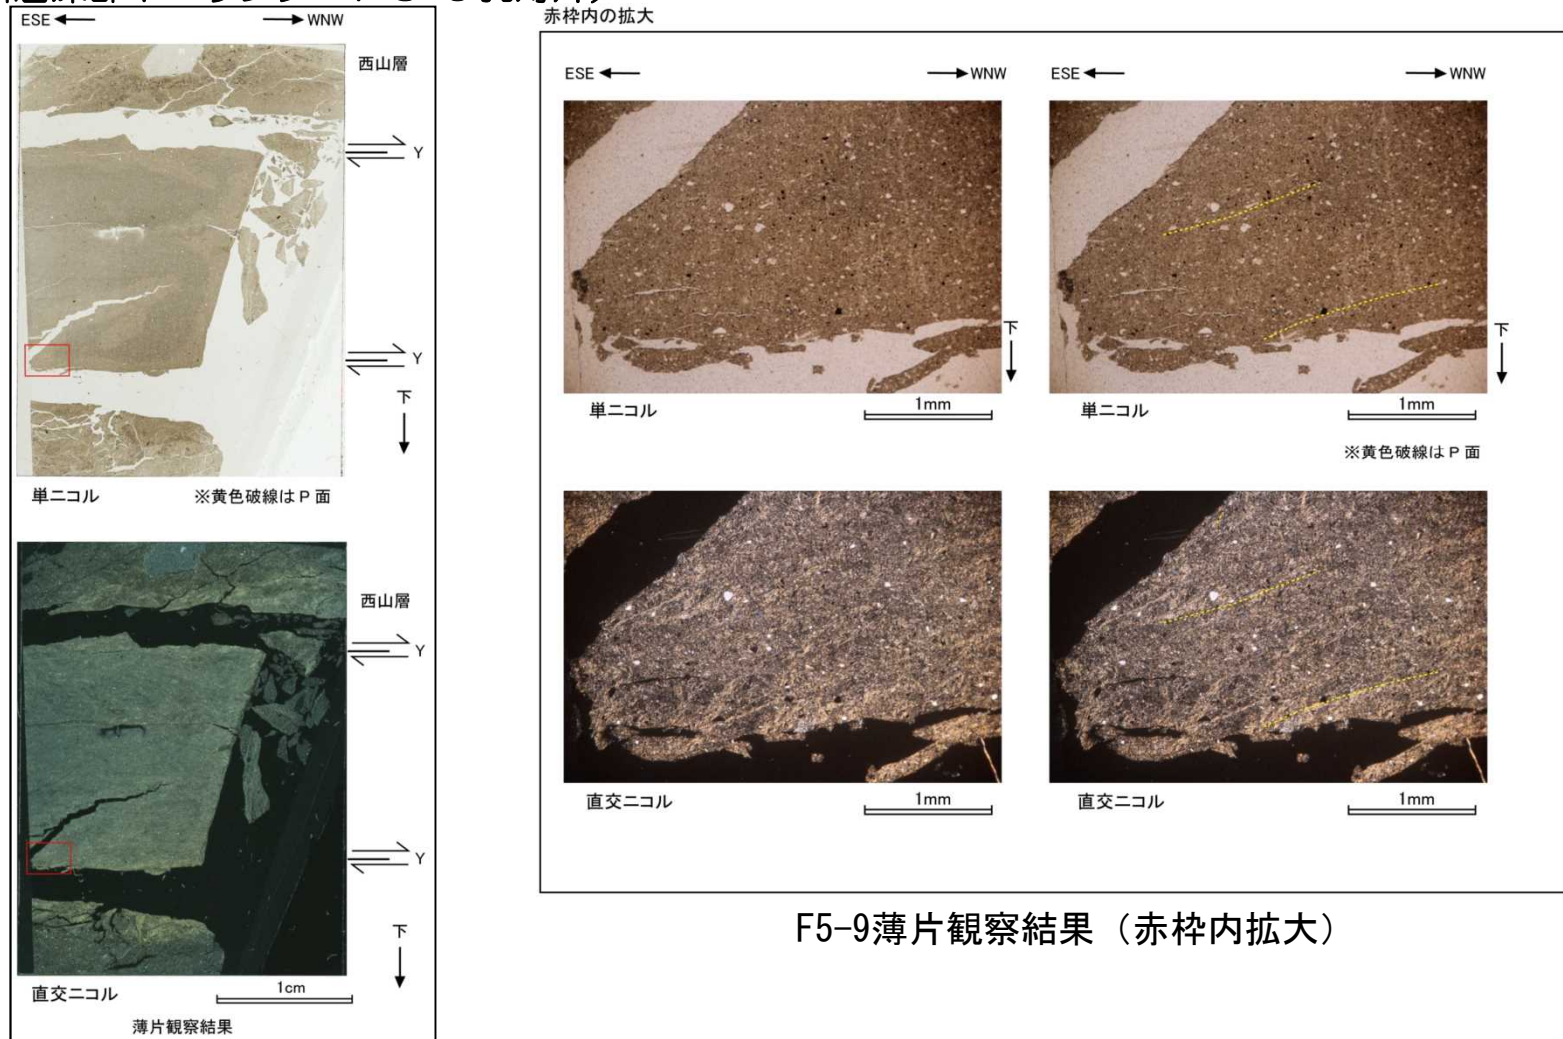 ESE WNW
西山層
Y
Y
下
単ニコル ※黄色破線はP面
西山層
Y
Y
下
直交ニコル 1cm
薄片観察結果
赤枠内の拡大
ESE WNW ESE WNW
下 下
単ニコル 1mm 単ニコル 1mm
※黄色破線はP面
直交ニコル 1mm 直交ニコル 1mm
F5-9薄片観察結果（赤枠内拡大）